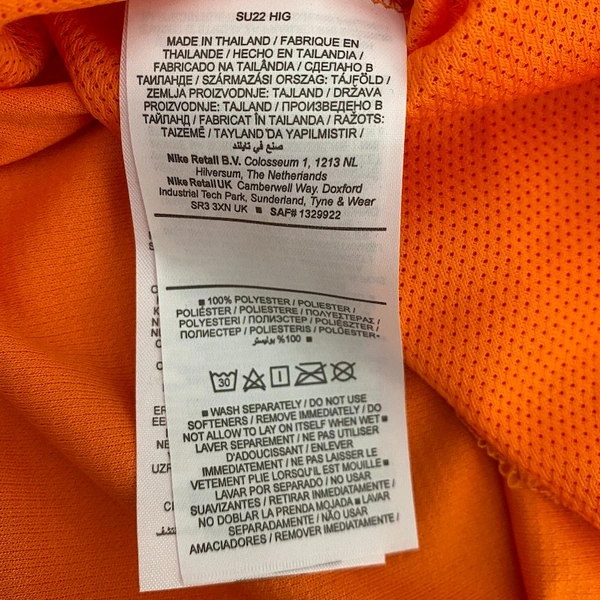 SU22 HIG
MADE IN THAILAND / FABRIQUE EN
THAILANDE / HECHO EN TAILANDIA /
FABRICADO NA TAILÂNDIA / СДЕЛАНО В
ТАИЛАНДЕ / SZÁRMAZÁSI ORSZÁG: TÁJFÖLD /
ZEMLJA PROIZVODNJE: TAJLAND / DRŽAVA
PROIZVODNJE: TAJLAND / ПРОИЗВЕДЕНО В
ТАЙЛАНД / FABRICAT ÎN TAILANDA / RAŽOTS:
TAIZEMĒ / TAYLAND'DA YAPILMISTIR /
صنع في تايلند
Nike Retail B.V. Colosseum 1, 1213 NL
Hilversum, The Netherlands
Nike Retail UK Camberwell Way. Doxford
Industrial Tech Park, Sunderland, Tyne & Wear
SR3 3XN UK ■ SAF# 1329922
■ 100% POLYESTER / POLIESTER /
POLIÉSTER / POLIESTERE / ΠΟΛΥΕΣΤΕΡΑΣ /
POLYESTERI / ПОЛИЭСТЕР / POLIÉSZTER /
ПОЛИЕСТЕР / POLIESTERIS / POLÜESTER-
■ %100 بوليستر
30
■ WASH SEPARATELY / DO NOT USE
SOFTENERS / REMOVE IMMEDIATELY / DO
NOT ALLOW TO LAY ON ITSELF WHEN WET ■
LAVER SEPAREMENT / NE PAS UTILISER
D'ADOUCISSANT / ENLEVER
IMMEDIATEMENT / NE PAS LAISSER LE
VETEMENT PLIE LORSQU'IL EST MOUILLE ■
LAVAR POR SEPARADO / NO USAR
SUAVIZANTES / RETIRAR INMEDIATAMENTE /
NO DOBLAR LA PRENDA MOJADA ■ LAVAR
SEPARADAMENTE / NÃO USAR
AMACIADORES / REMOVER IMEDIATAMENTE /